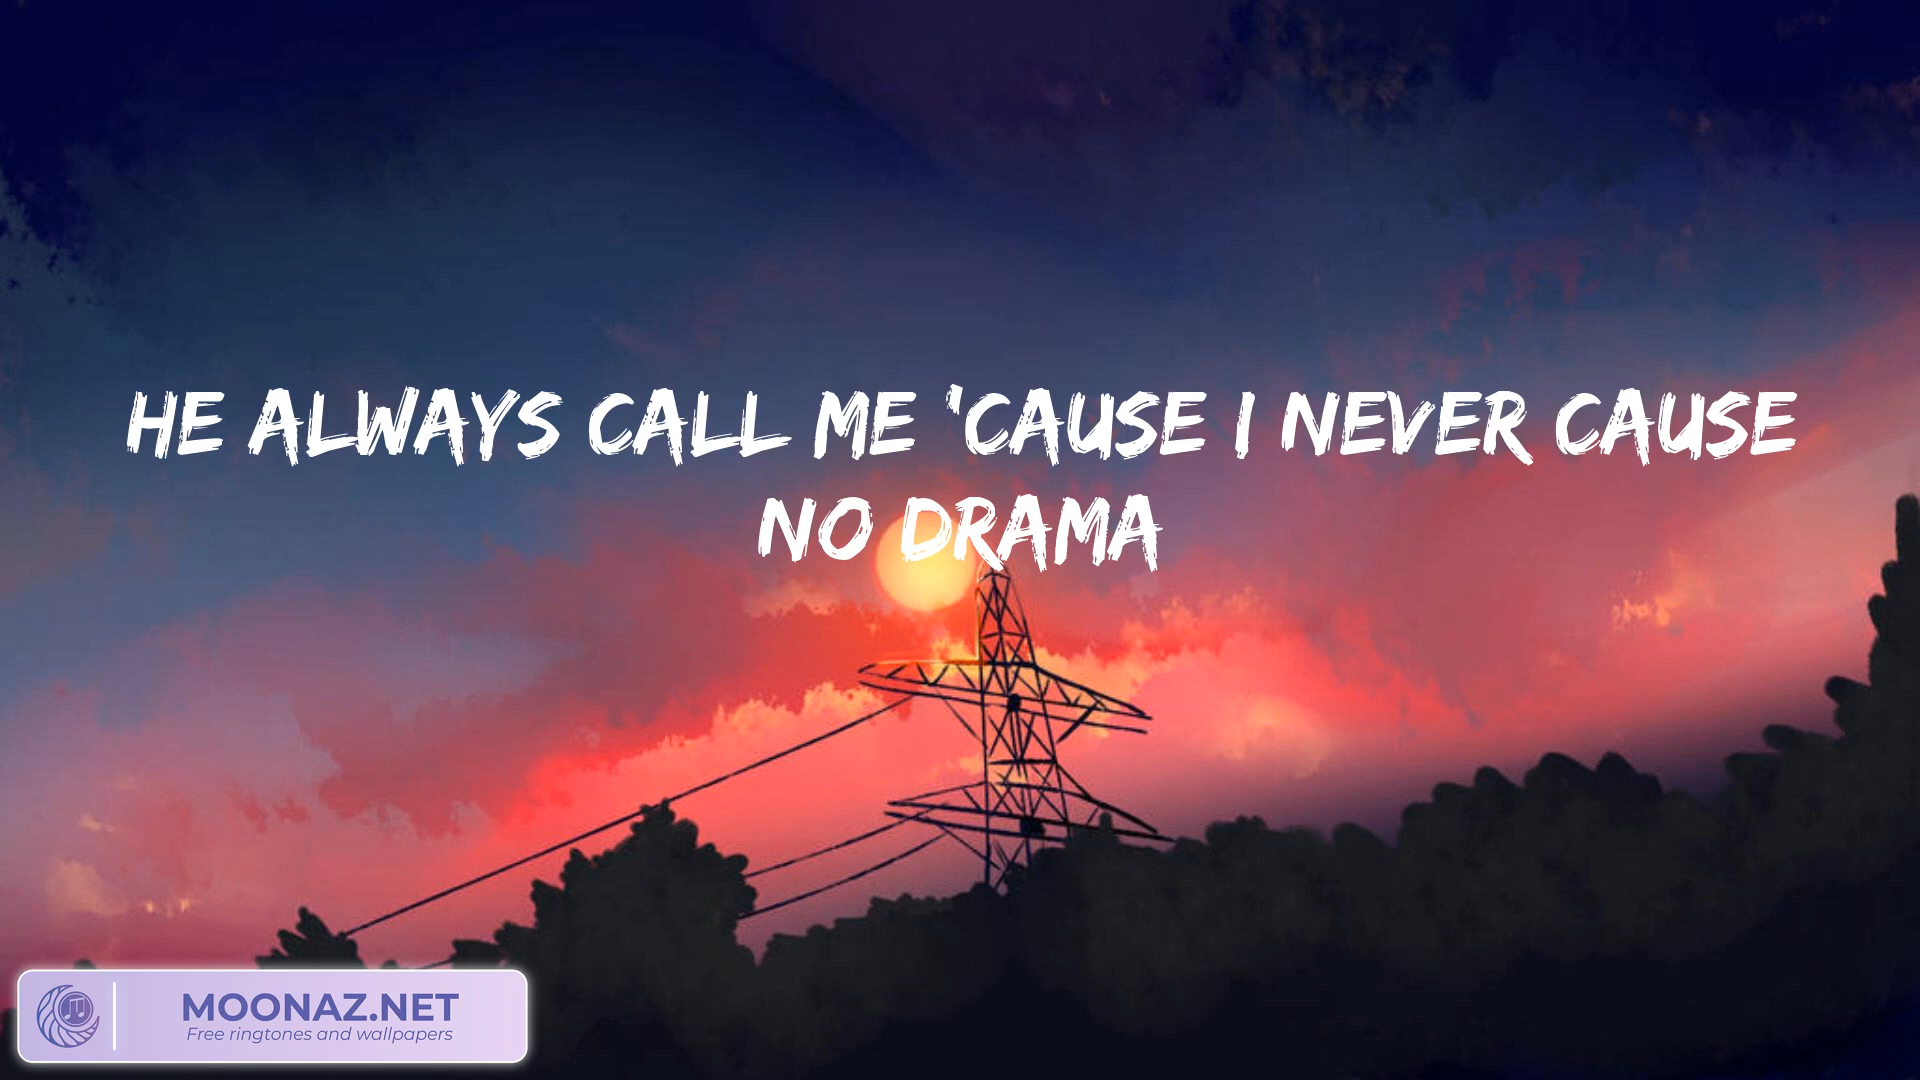 HE ALWAYS CALL ME 'CAUSE I NEVER CAUSE
NO DRAMA
MOONAZ.NET
Free ringtones and wallpapers